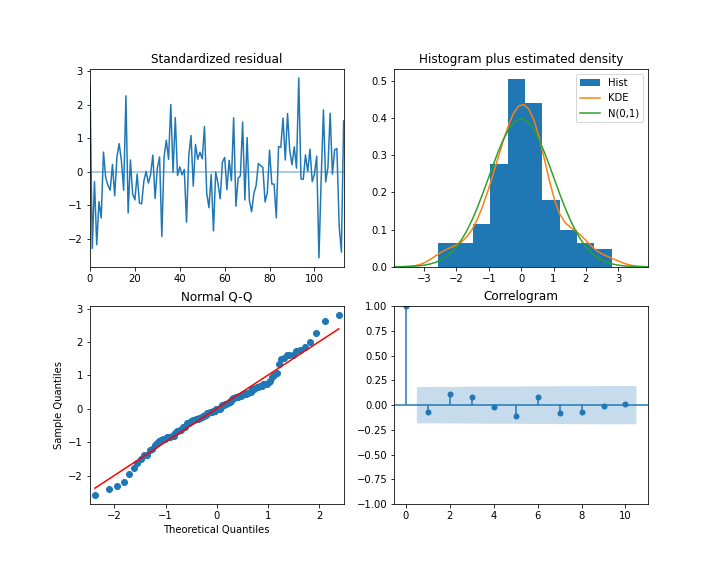 Standardized residual
3
2
1
0
−1
−2
0 20 40 60 80 100
Histogram plus estimated density
0.5
0.4
0.3
0.2
0.1
0.0
−3 −2 −1 0 1 2 3
Hist
KDE
N(0,1)
Normal Q-Q
Sample Quantiles
3
2
1
0
−1
−2
−2 −1 0 1 2
Theoretical Quantiles
Correlogram
1.00
0.75
0.50
0.25
0.00
−0.25
−0.50
−0.75
−1.00
0 2 4 6 8 10